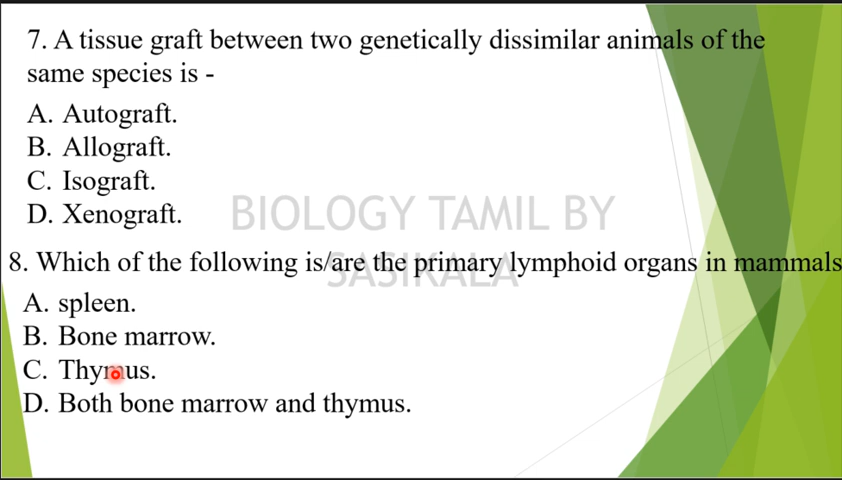 7. A tissue graft between two genetically dissimilar animals of the
same species is -
A. Autograft.
B. Allograft.
C. Isograft.
D. Xenograft.
BIOLOGY TAMIL BY
SASIKALA
8. Which of the following is/are the primary lymphoid organs in mammals
A. spleen.
B. Bone marrow.
C. Thymus.
D. Both bone marrow and thymus.